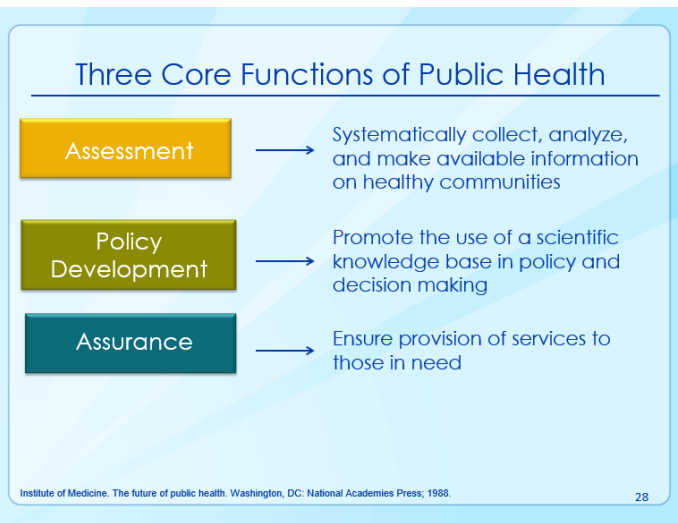 Three Core Functions of Public Health
Assessment
Systematically collect, analyze,
and make available information
on healthy communities
Policy
Development
Promote the use of a scientific
knowledge base in policy and
decision making
Assurance
Ensure provision of services to
those in need
Institute of Medicine. The future of public health. Washington, DC: National Academies Press; 1988.
28